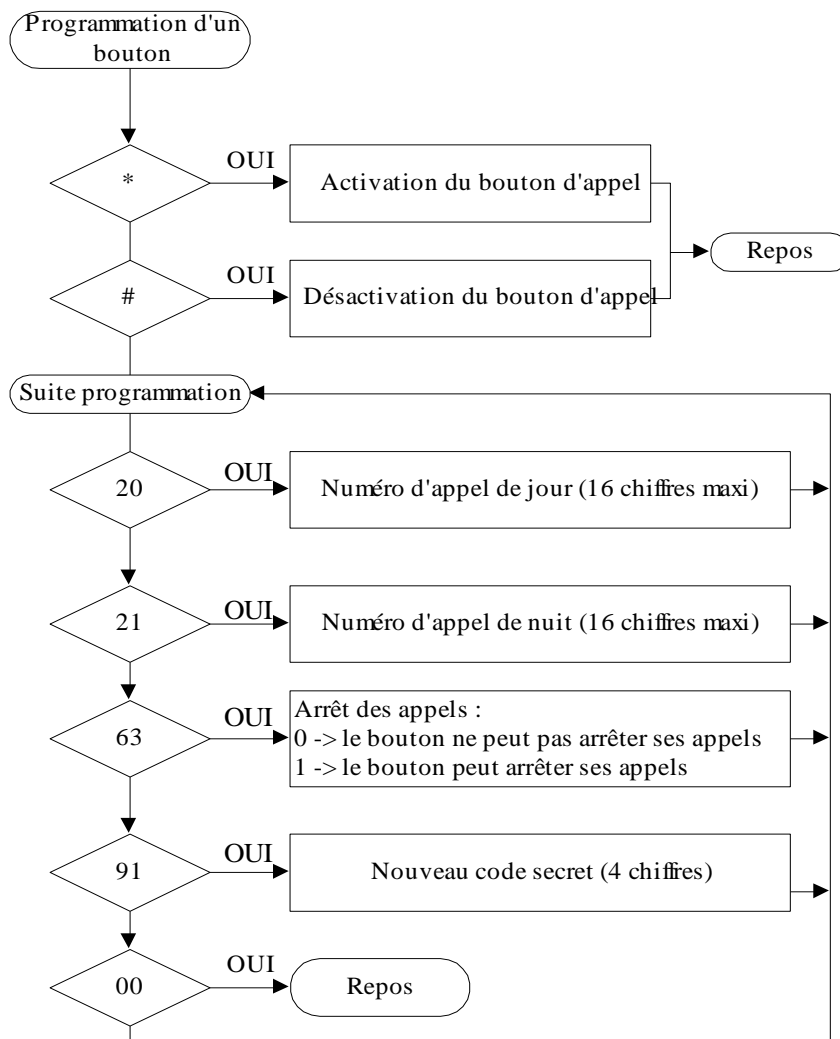 Programmation d'un
bouton
OUI
*
Activation du bouton d'appel
Repos
OUI
#
Désactivation du bouton d'appel
Suite programmation
OUI
20
Numéro d'appel de jour (16 chiffres maxi)
OUI
21
Numéro d'appel de nuit (16 chiffres maxi)
OUI
63
Arrêt des appels :
0 -> le bouton ne peut pas arrêter ses appels
1 -> le bouton peut arrêter ses appels
OUI
91
Nouveau code secret (4 chiffres)
OUI
00
Repos